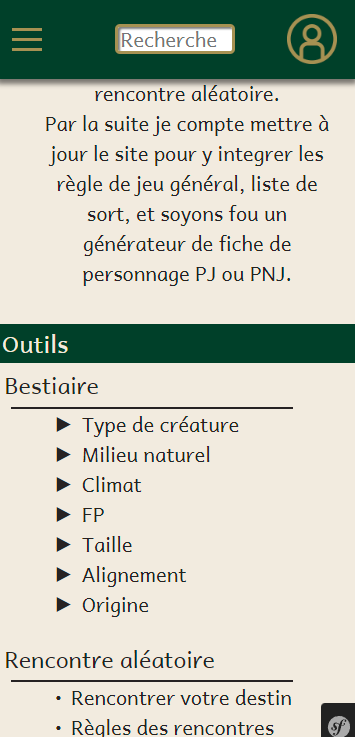 Recherche
rencontre aléatoire.
Par la suite je compte mettre à
jour le site pour y integrer les
règle de jeu général, liste de
sort, et soyons fou un
générateur de fiche de
personnage PJ ou PNJ.
Outils
Bestiaire
▶ Type de créature
▶ Milieu naturel
▶ Climat
▶ FP
▶ Taille
▶ Alignement
▶ Origine
Rencontre aléatoire
• Rencontrer votre destin
• Règles des rencontres
sf